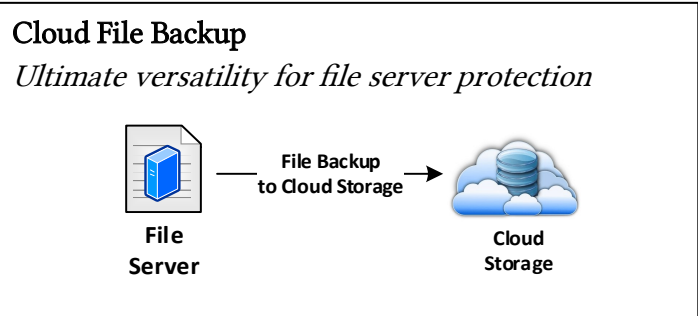 Cloud File Backup
Ultimate versatility for file server protection
File Backup
to Cloud Storage
File
Server
Cloud
Storage